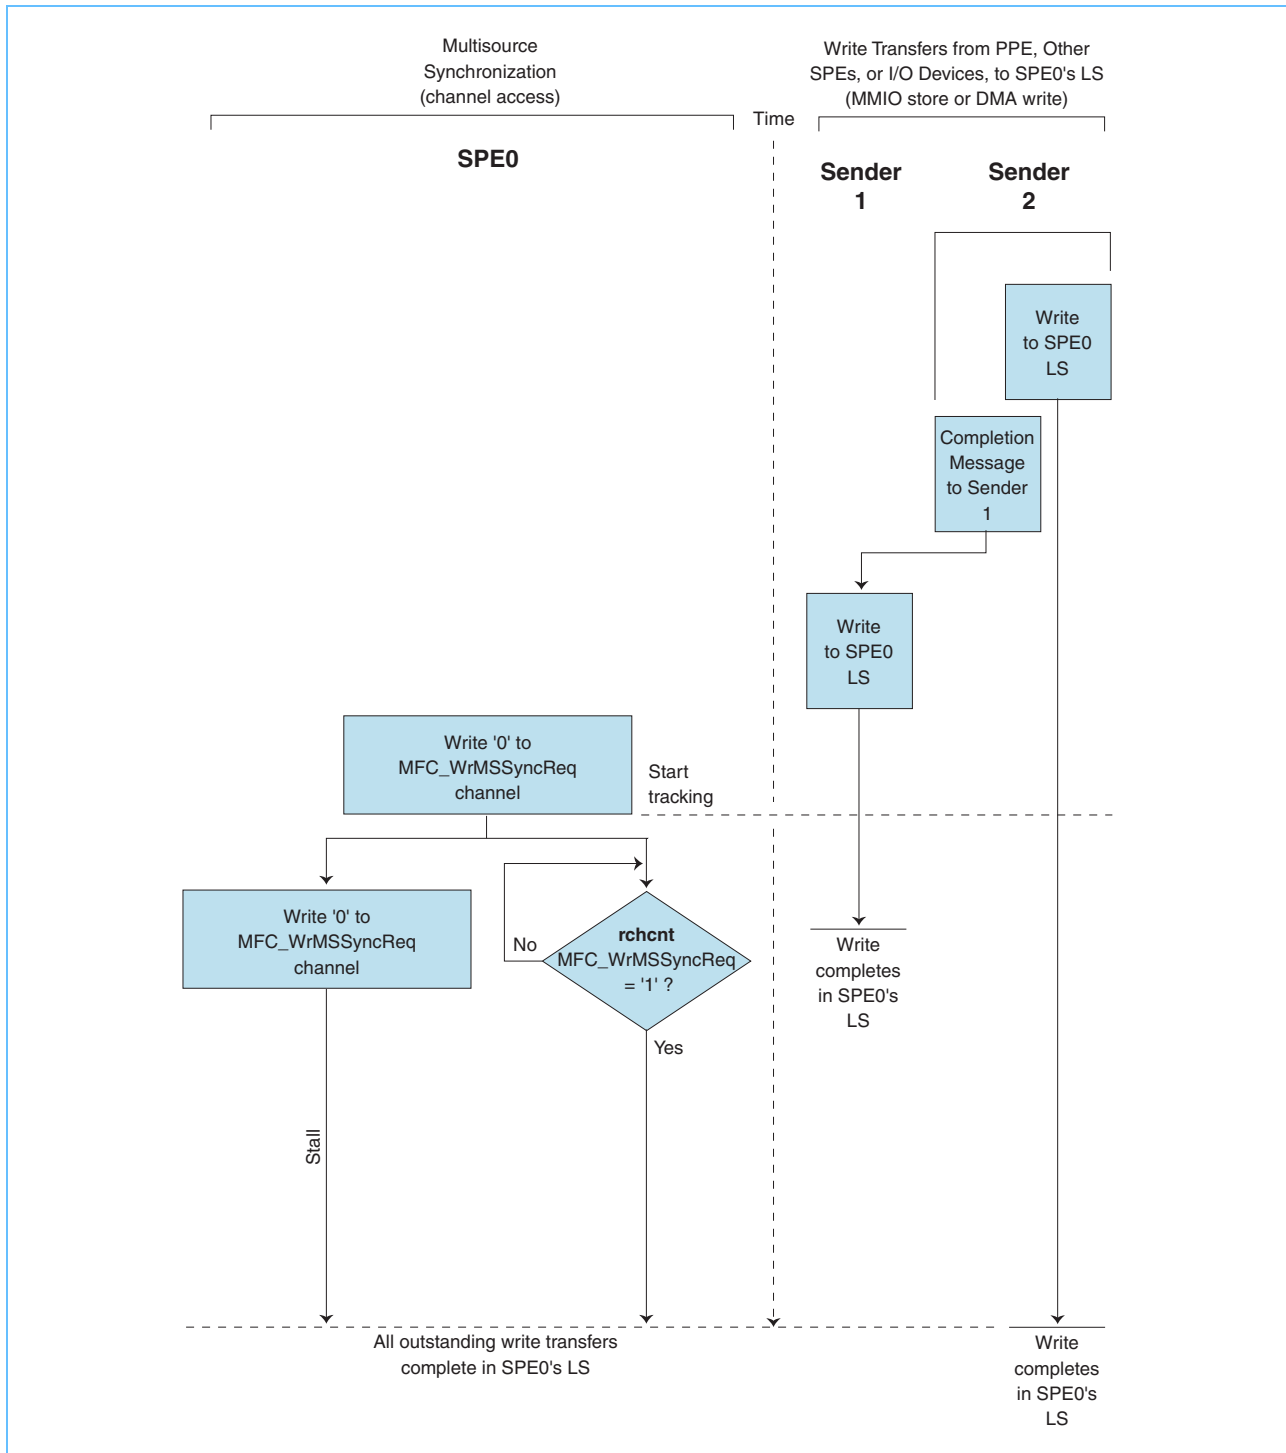 Multisource
Synchronization
(channel access)
Write Transfers from PPE, Other
SPEs, or I/O Devices, to SPE0's LS
(MMIO store or DMA write)
Time
SPE0
Sender
1
Sender
2
Write
to SPE0
LS
Completion
Message
to Sender
1
Write
to SPE0
LS
Write '0' to
MFC_WrMSSyncReq
channel
Start
tracking
Write '0' to
MFC_WrMSSyncReq
channel
No
rchcnt
MFC_WrMSSyncReq
= '1' ?
Yes
Write
completes
in SPE0's
LS
Stall
All outstanding write transfers
complete in SPE0's LS
Write
completes
in SPE0's
LS